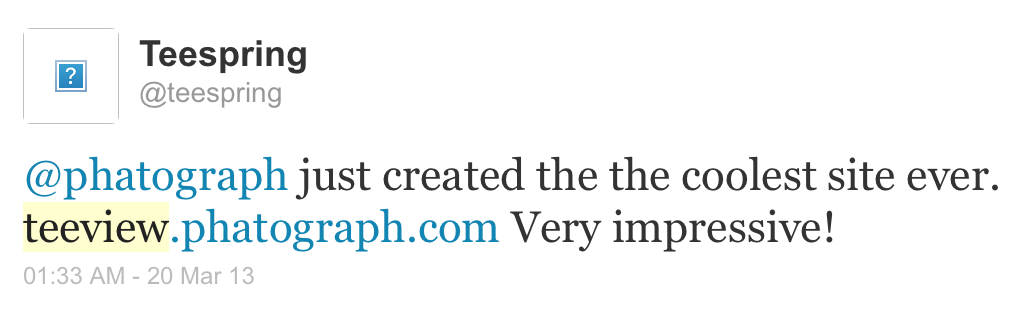 Teespring
@teespring
@phatograph just created the the coolest site ever.
teeview.phatograph.com Very impressive!
01:33 AM - 20 Mar 13